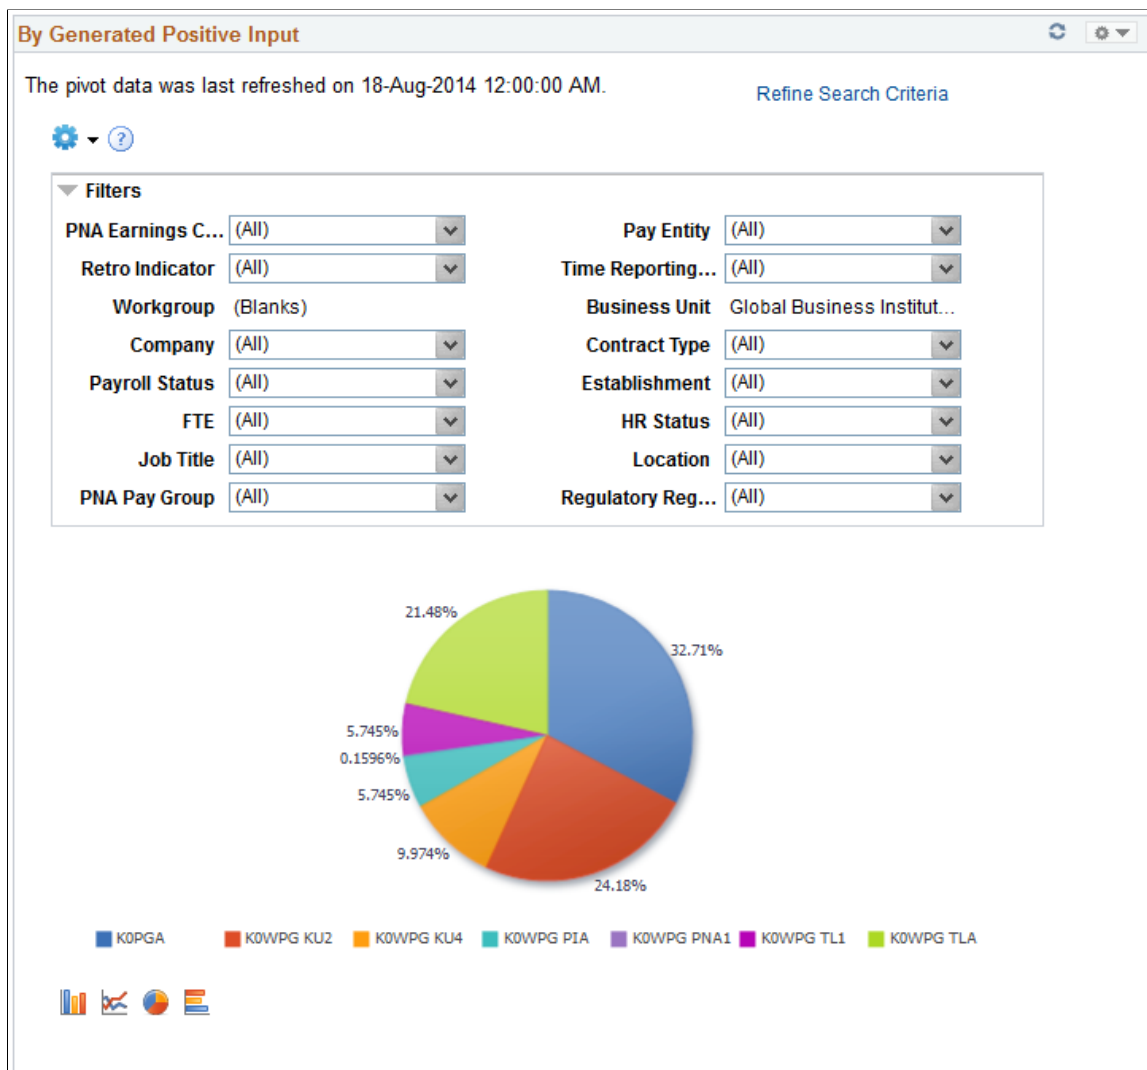 By Generated Positive Input
The pivot data was last refreshed on 18-Aug-2014 12:00:00 AM.
Refine Search Criteria
?
Filters
PNA Earnings C... (All) Pay Entity (All)
Retro Indicator (All) Time Reporting... (All)
Workgroup (Blanks) Business Unit Global Business Institut...
Company (All) Contract Type (All)
Payroll Status (All) Establishment (All)
FTE (All) HR Status (All)
Job Title (All) Location (All)
PNA Pay Group (All) Regulatory Reg... (All)
21.48%
32.71%
5.745%
0.1596%
5.745%
9.974%
24.18%
K0PGA K0WPG KU2 K0WPG KU4 K0WPG PIA K0WPG PNA1 K0WPG TL1 K0WPG TLA